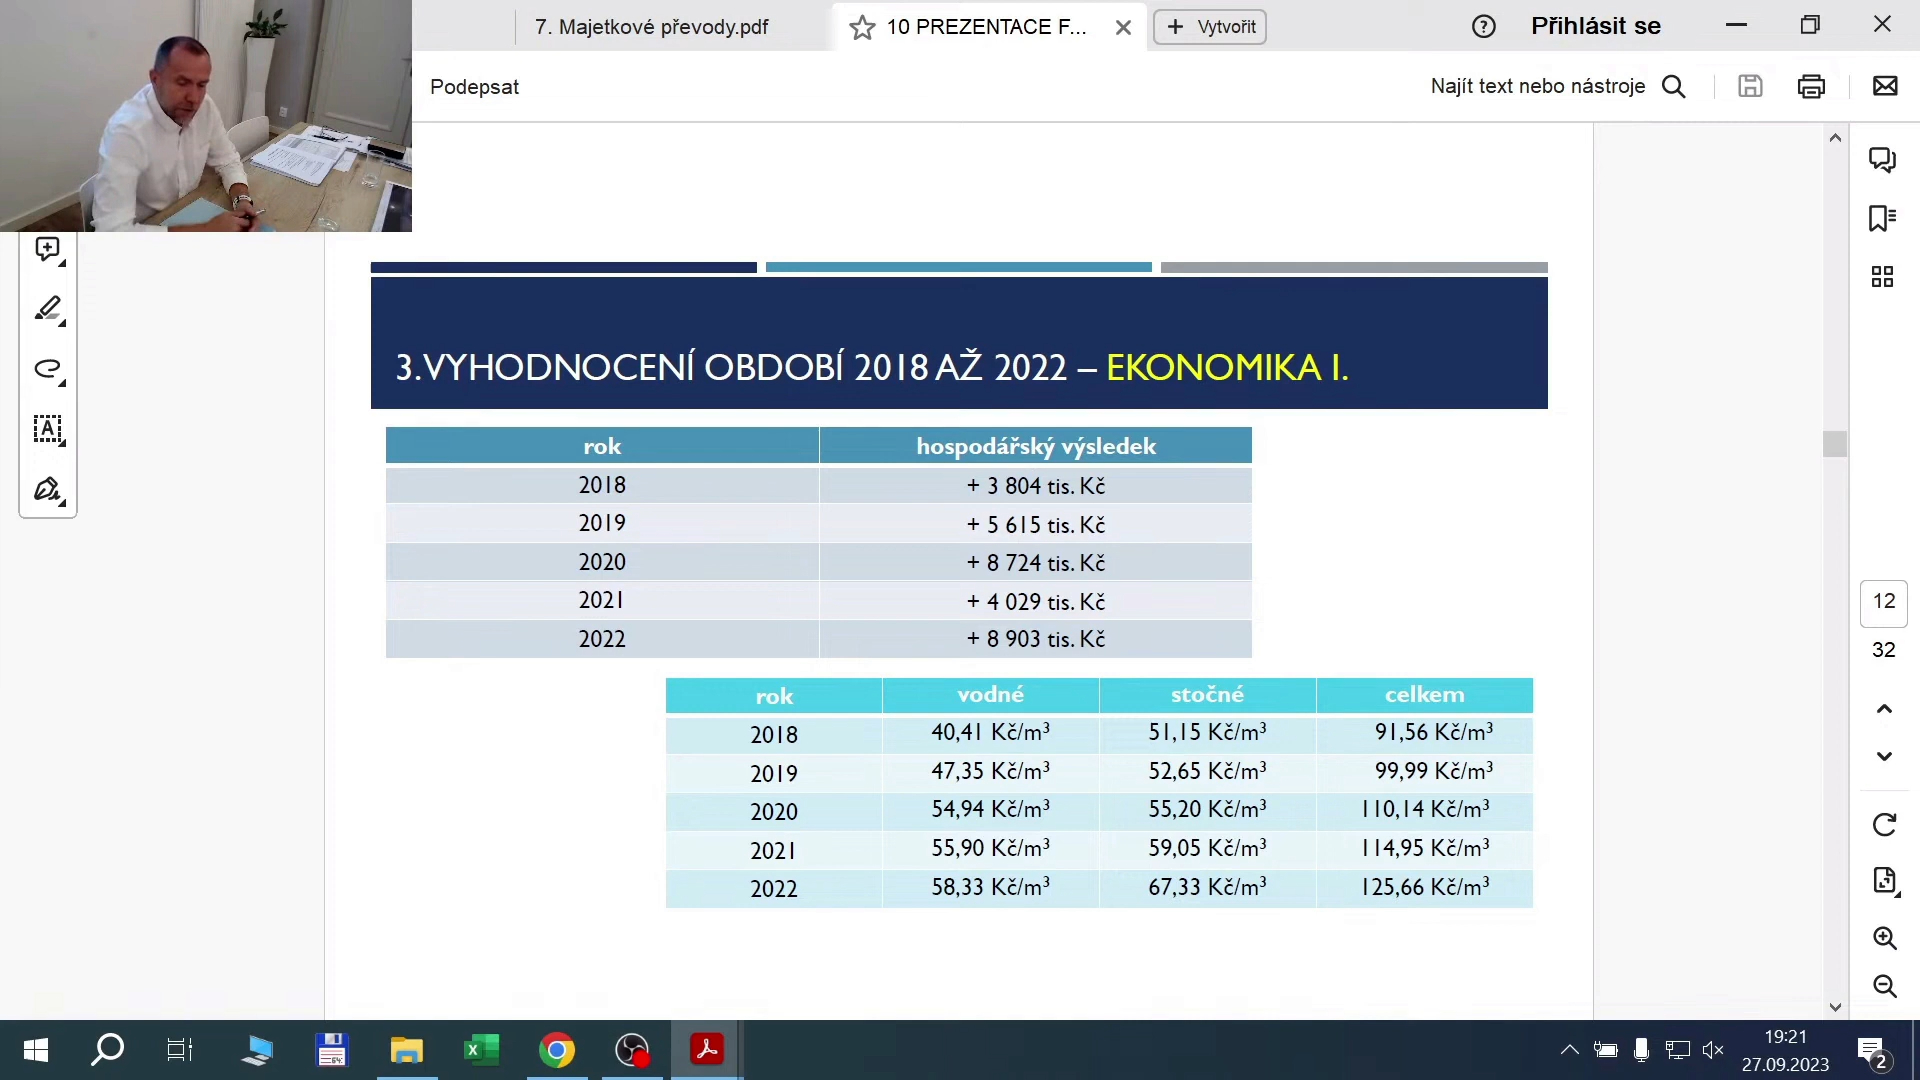 7. Majetkové převody.pdf
10 PREZENTACE F...
Vytvořit
Přihlásit se
Podepsat
Najít text nebo nástroje
3. VYHODNOCENÍ OBDOBÍ 2018 AŽ 2022 – EKONOMIKA I.
rok hospodářský výsledek
2018 + 3 804 tis. Kč
2019 + 5 615 tis. Kč
2020 + 8 724 tis. Kč
2021 + 4 029 tis. Kč
2022 + 8 903 tis. Kč
rok vodné stočné celkem
2018 40,41 Kč/m³ 51,15 Kč/m³ 91,56 Kč/m³
2019 47,35 Kč/m³ 52,65 Kč/m³ 99,99 Kč/m³
2020 54,94 Kč/m³ 55,20 Kč/m³ 110,14 Kč/m³
2021 55,90 Kč/m³ 59,05 Kč/m³ 114,95 Kč/m³
2022 58,33 Kč/m³ 67,33 Kč/m³ 125,66 Kč/m³
12
32
19:21
27.09.2023
2